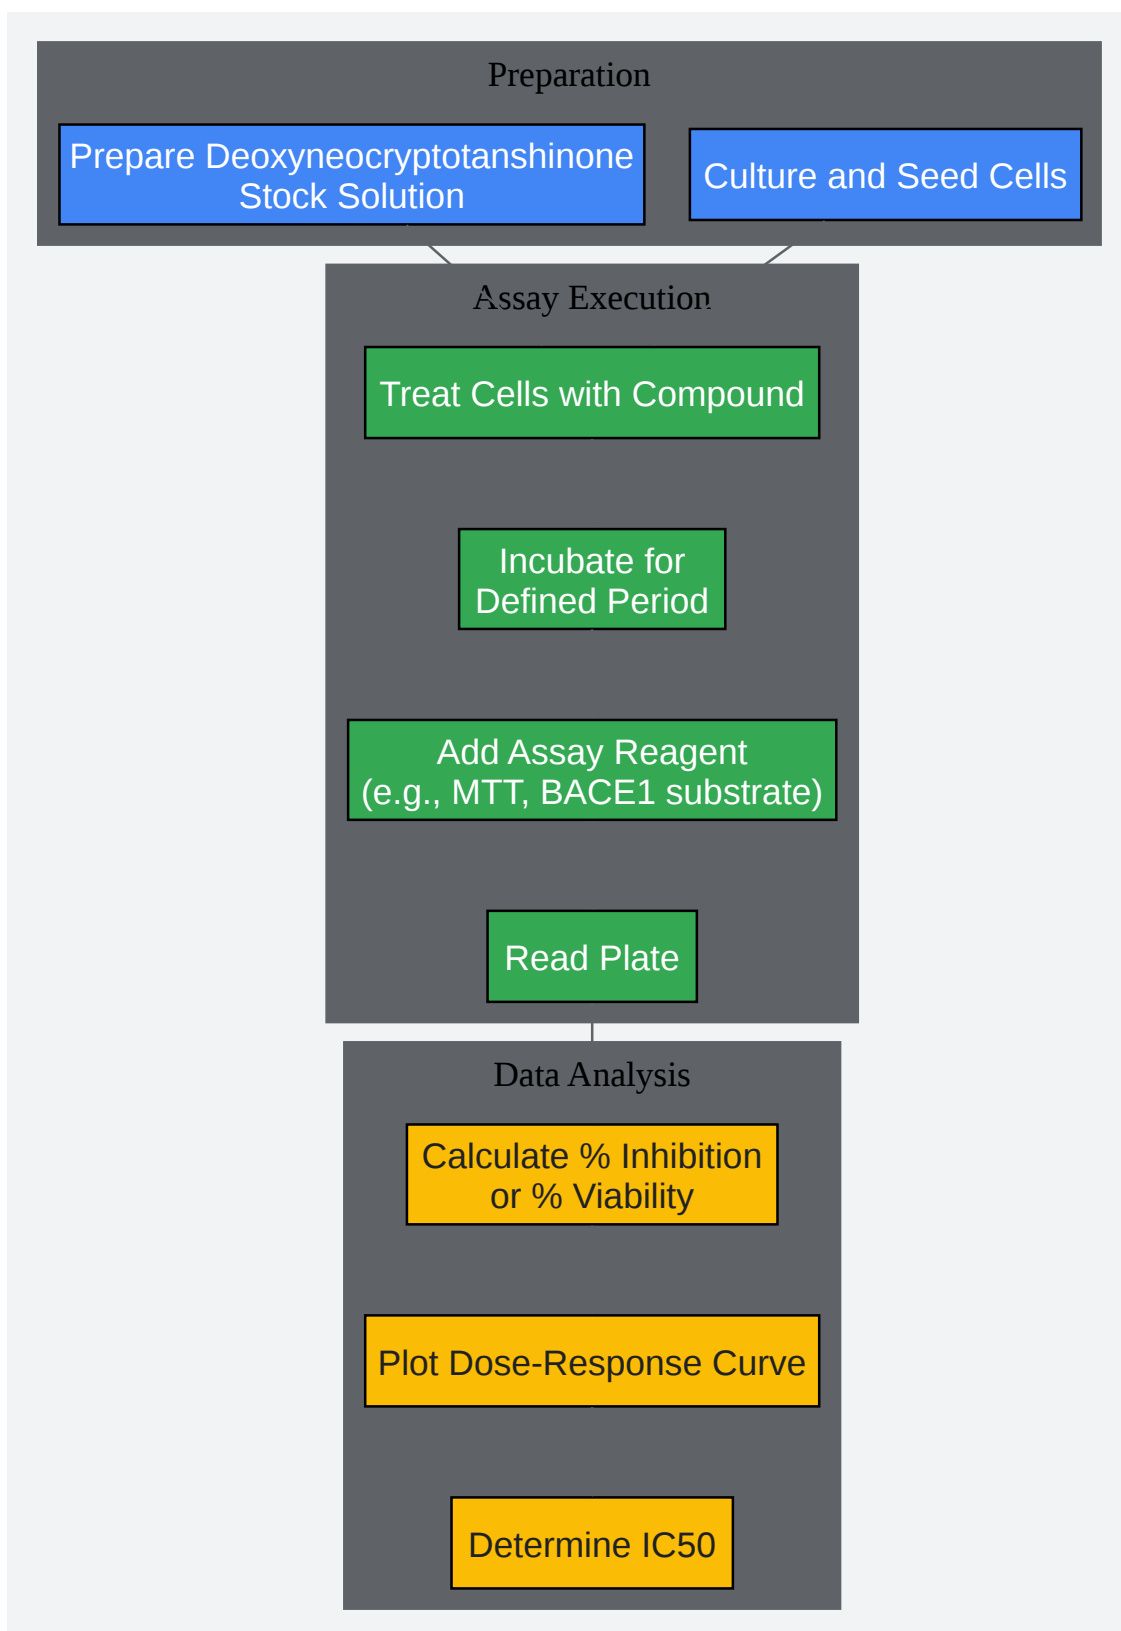 Preparation
Prepare Deoxyneocryptotanshinone
Stock Solution
Culture and Seed Cells
Assay Execution
Treat Cells with Compound
Incubate for
Defined Period
Add Assay Reagent
(e.g., MTT, BACE1 substrate)
Read Plate
Data Analysis
Calculate % Inhibition
or % Viability
Plot Dose-Response Curve
Determine IC50